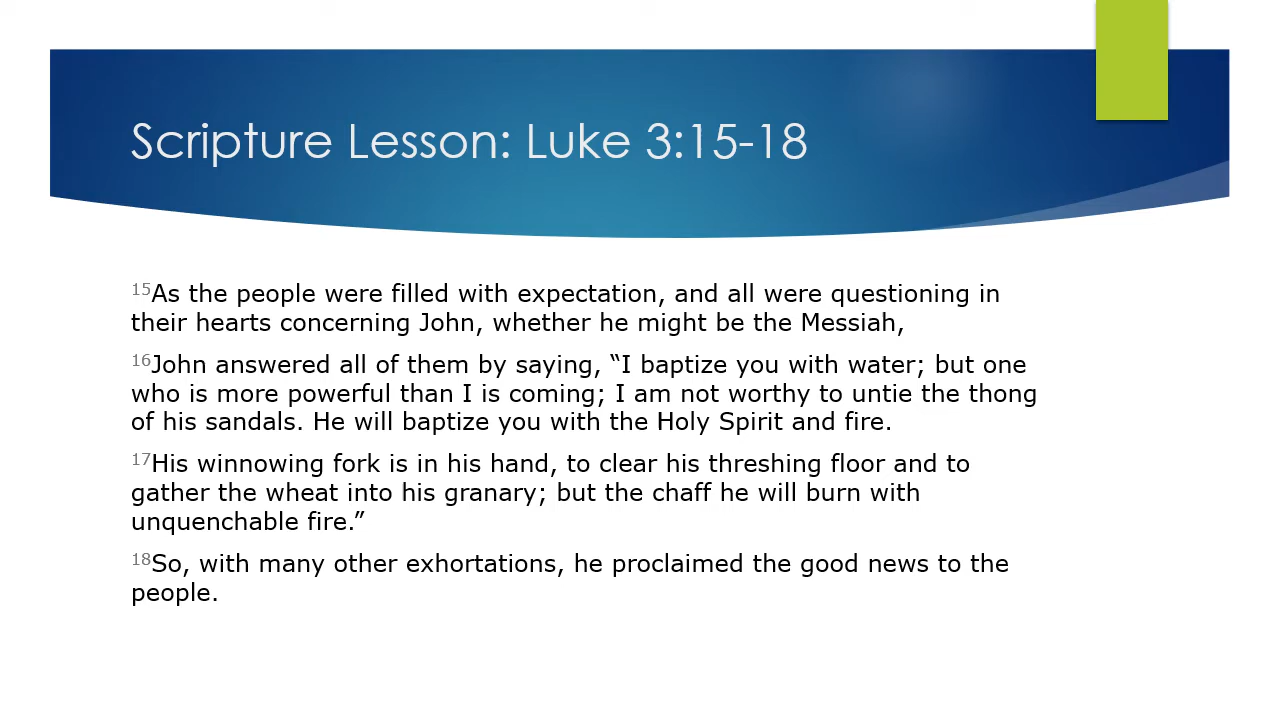 Scripture Lesson: Luke 3:15-18
15As the people were filled with expectation, and all were questioning in
their hearts concerning John, whether he might be the Messiah,
16John answered all of them by saying, “I baptize you with water; but one
who is more powerful than I is coming; I am not worthy to untie the thong
of his sandals. He will baptize you with the Holy Spirit and fire.
17His winnowing fork is in his hand, to clear his threshing floor and to
gather the wheat into his granary; but the chaff he will burn with
unquenchable fire.”
18So, with many other exhortations, he proclaimed the good news to the
people.